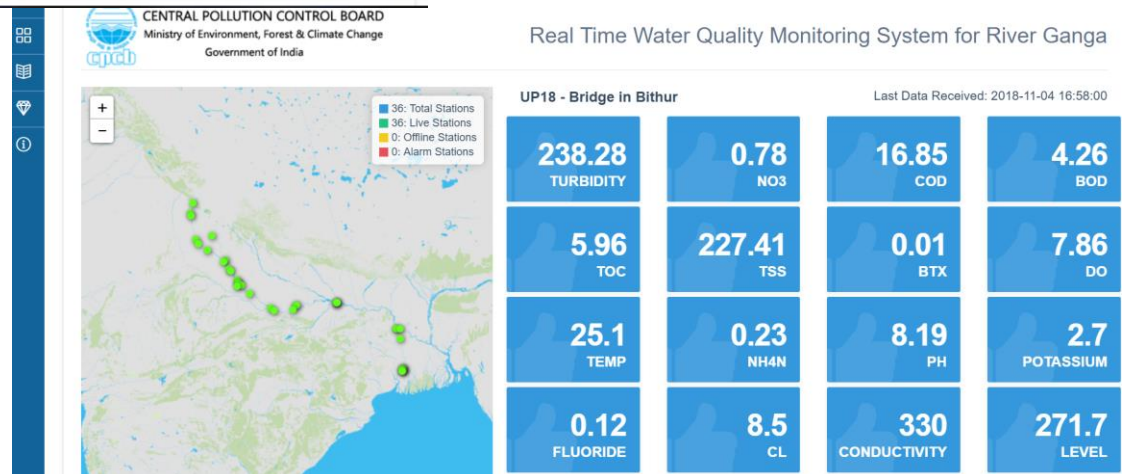 CENTRAL POLLUTION CONTROL BOARD
Ministry of Environment, Forest & Climate Change
Government of India
cpcb
Real Time Water Quality Monitoring System for River Ganga
+
−
36: Total Stations
36: Live Stations
0: Offline Stations
0: Alarm Stations
UP18 - Bridge in Bithur
Last Data Received: 2018-11-04 16:58:00
238.28
TURBIDITY
0.78
NO3
16.85
COD
4.26
BOD
5.96
TOC
227.41
TSS
0.01
BTX
7.86
DO
25.1
TEMP
0.23
NH4N
8.19
PH
2.7
POTASSIUM
0.12
FLUORIDE
8.5
CL
330
CONDUCTIVITY
271.7
LEVEL